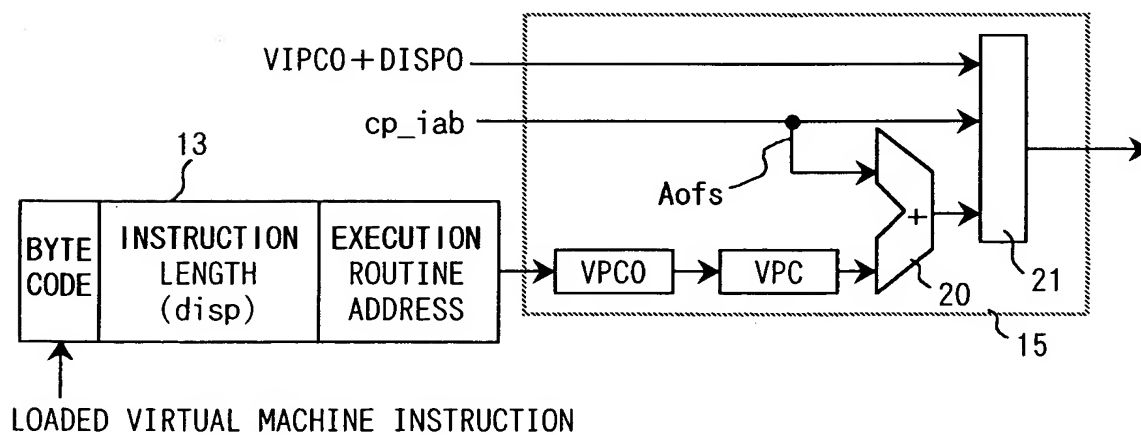 VIPCO+DISPO
cp_iab
13
Aofs
BYTE CODE
INSTRUCTION LENGTH (disp)
EXECUTION ROUTINE ADDRESS
VPCO
VPC
+
20
21
15
LOADED VIRTUAL MACHINE INSTRUCTION